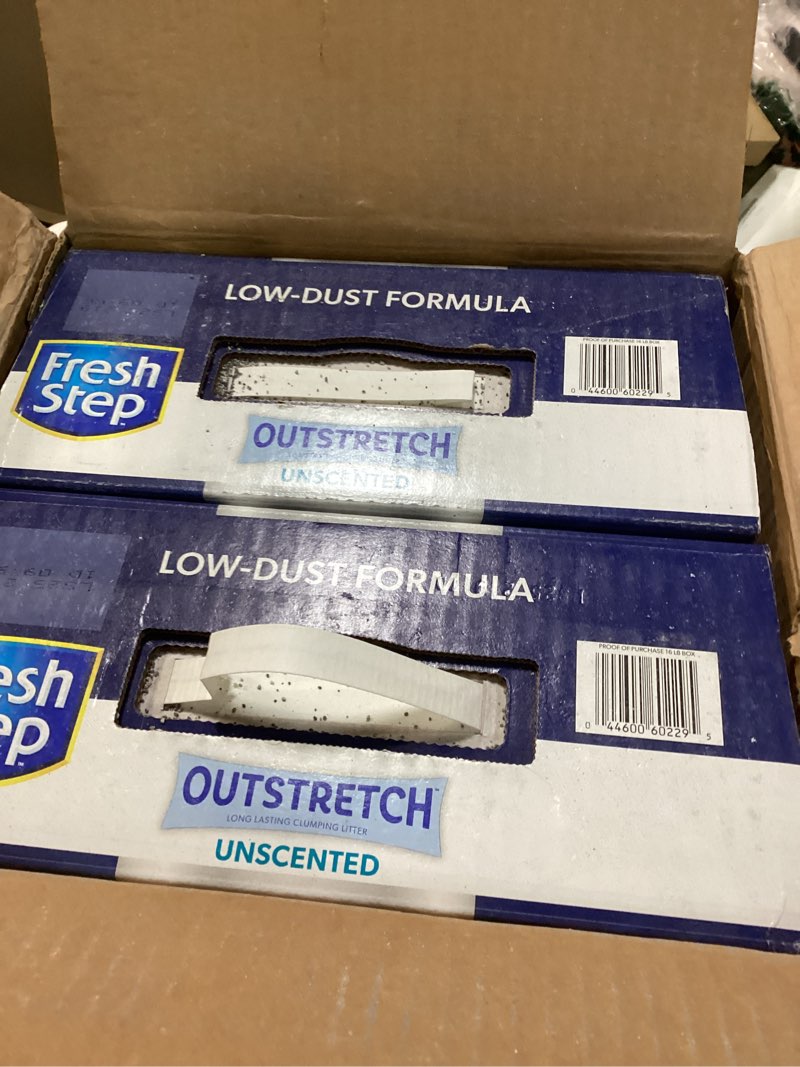 LOW-DUST FORMULA
PROOF OF PURCHASE 16 LB BOX
0 44600 60229 5
Fresh
Step
OUTSTRETCH
UNSCENTED
LOW-DUST FORMULA
PROOF OF PURCHASE 16 LB BOX
0 44600 60229 5
esh
ep
OUTSTRETCH™
LONG LASTING CLUMPING LITTER
UNSCENTED